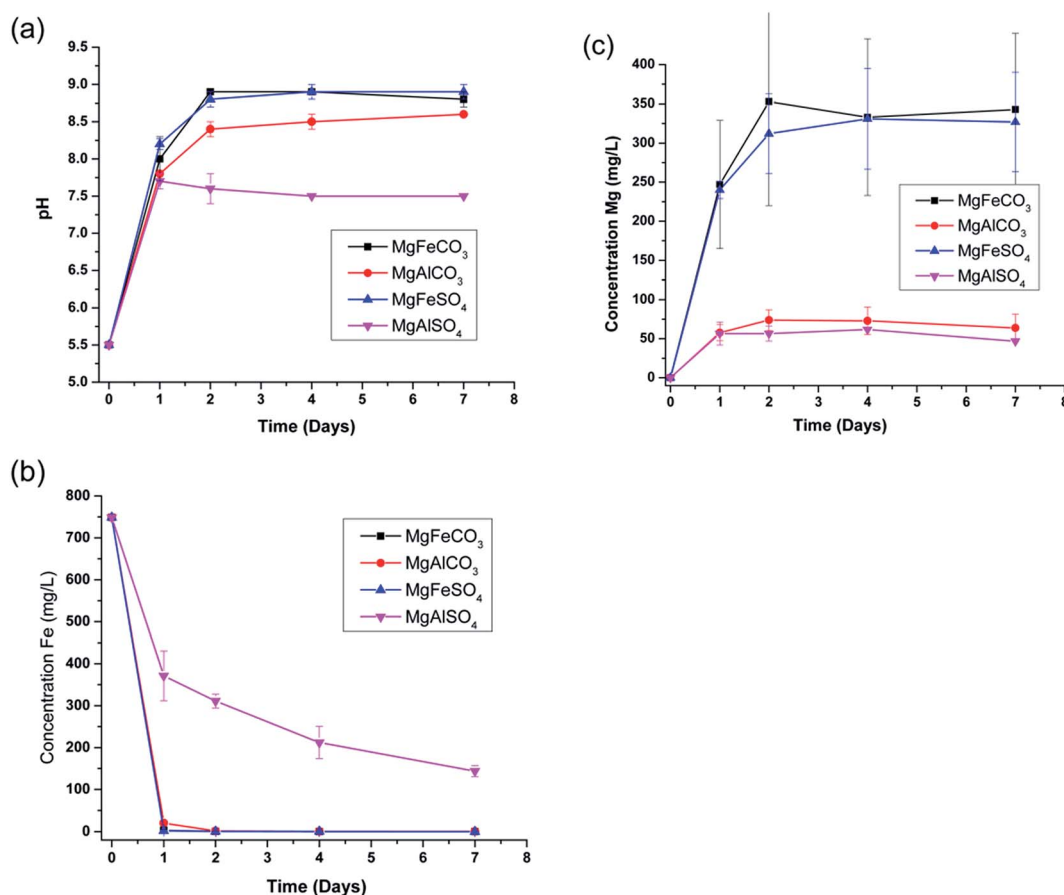 (a)
9.5
9.0
8.5
8.0
7.5
7.0
6.5
6.0
5.5
5.0
pH
MgFeCO₃
MgAlCO₃
MgFeSO₄
MgAlSO₄
0 1 2 3 4 5 6 7 8
Time (Days)
(c)
400
350
300
250
200
150
100
50
0
Concentration Mg (mg/L)
MgFeCO₃
MgAlCO₃
MgFeSO₄
MgAlSO₄
0 1 2 3 4 5 6 7 8
Time (Days)
(b)
800
700
600
500
400
300
200
100
0
Concentration Fe (mg/L)
MgFeCO₃
MgAlCO₃
MgFeSO₄
MgAlSO₄
0 1 2 3 4 5 6 7 8
Time (Days)